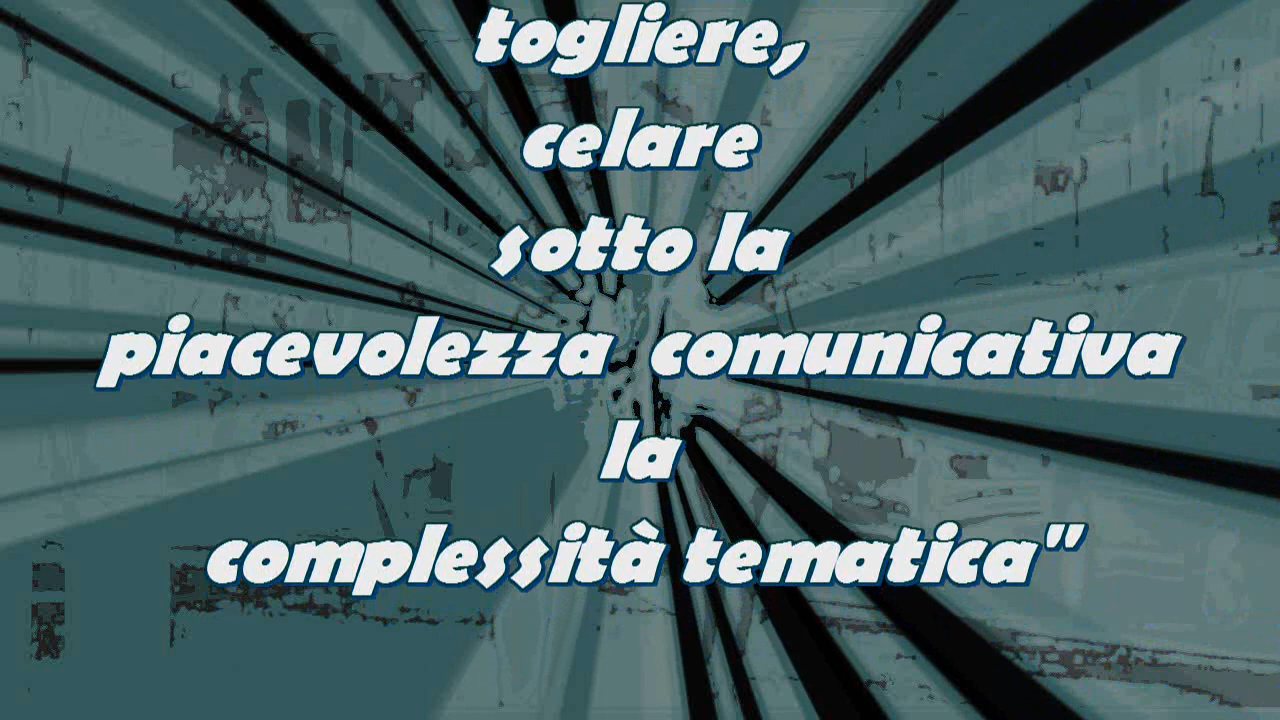 togliere,
celare
sotto la
piacevolezza comunicativa
la
complessità tematica"